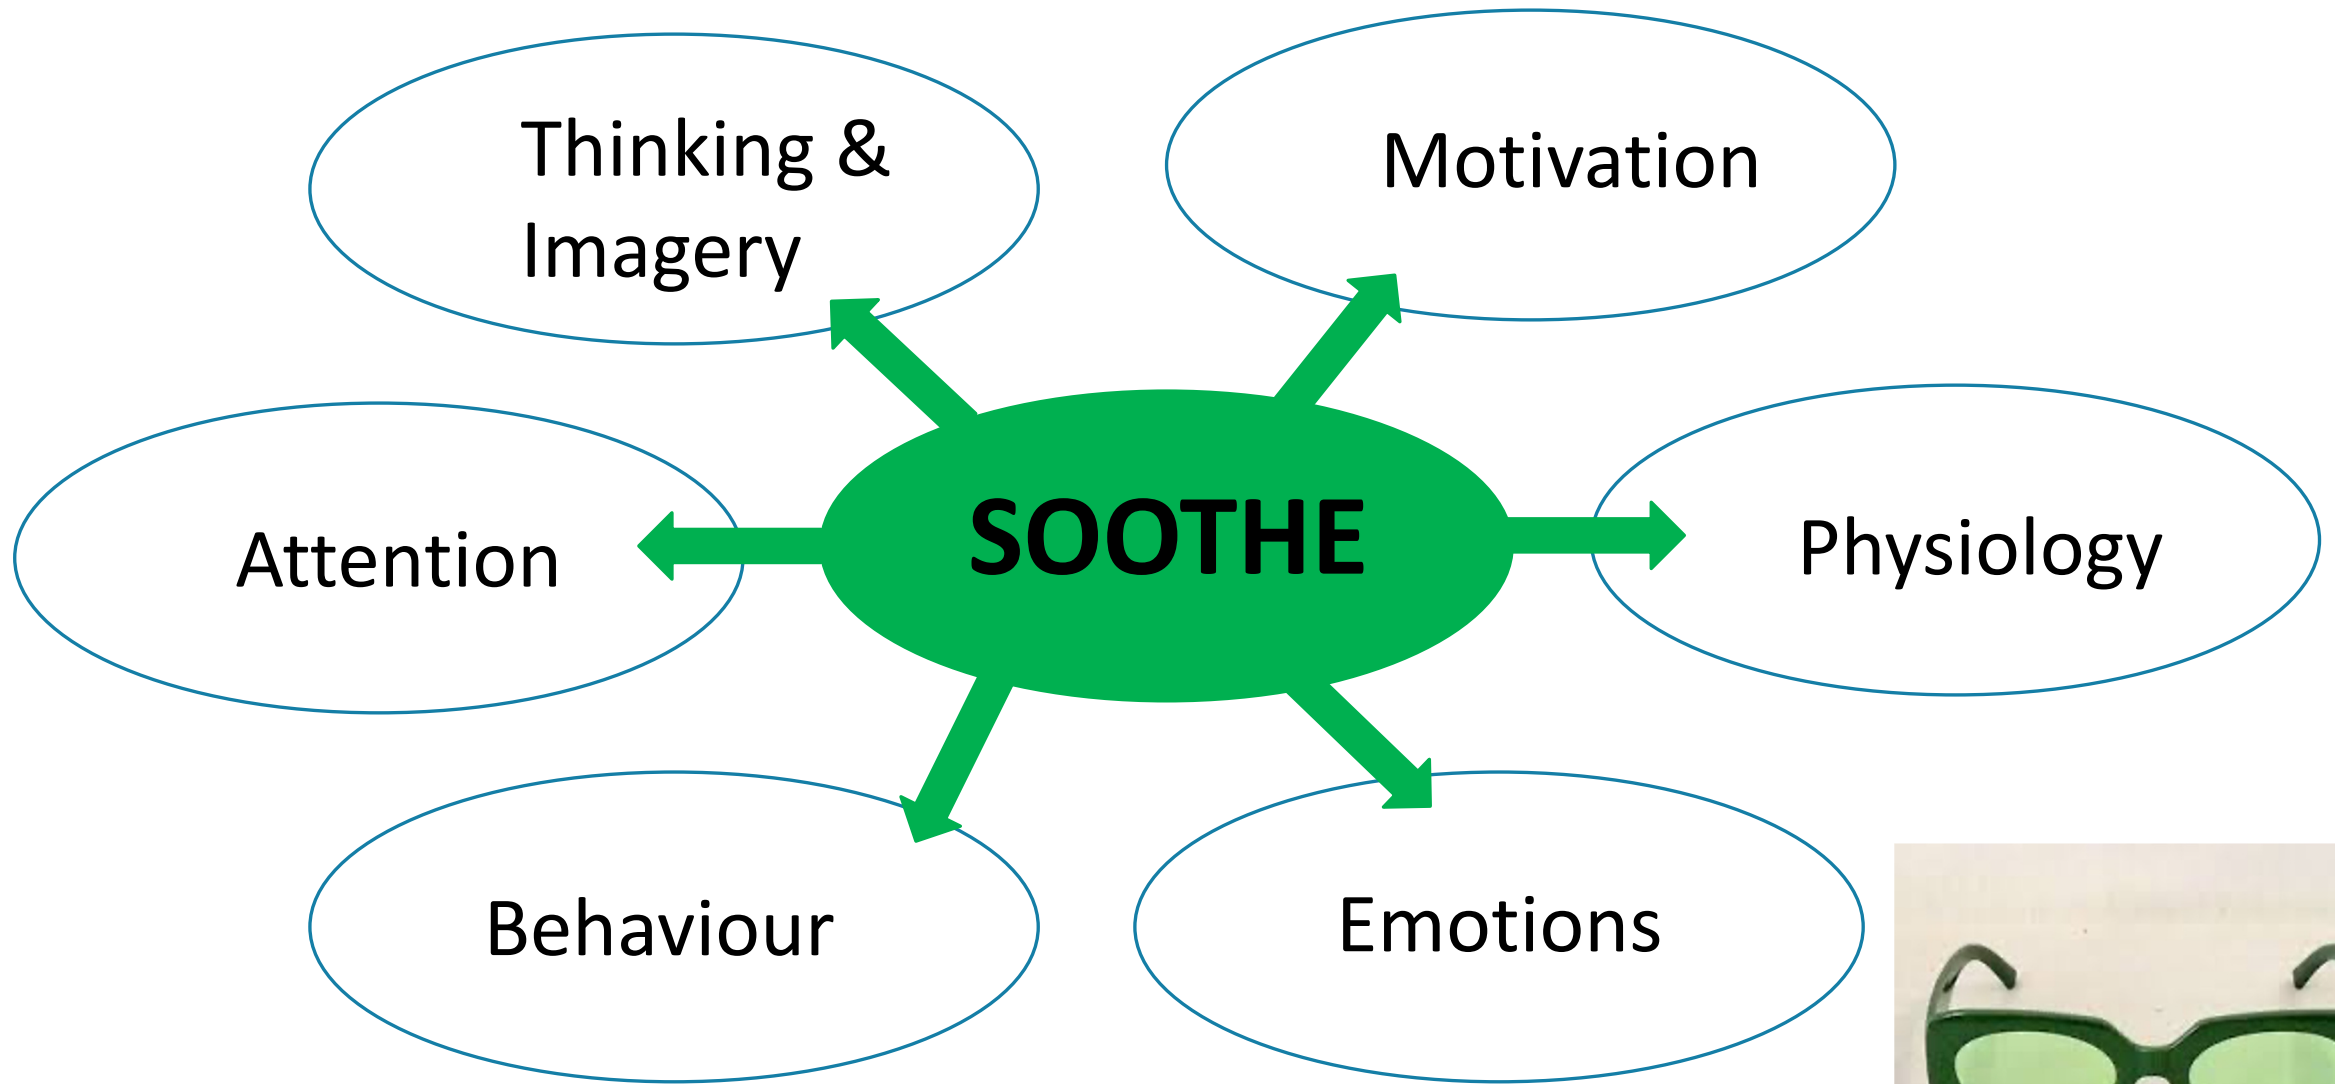 Thinking &
Imagery
Motivation
Attention
SOOTHE
Physiology
Behaviour
Emotions